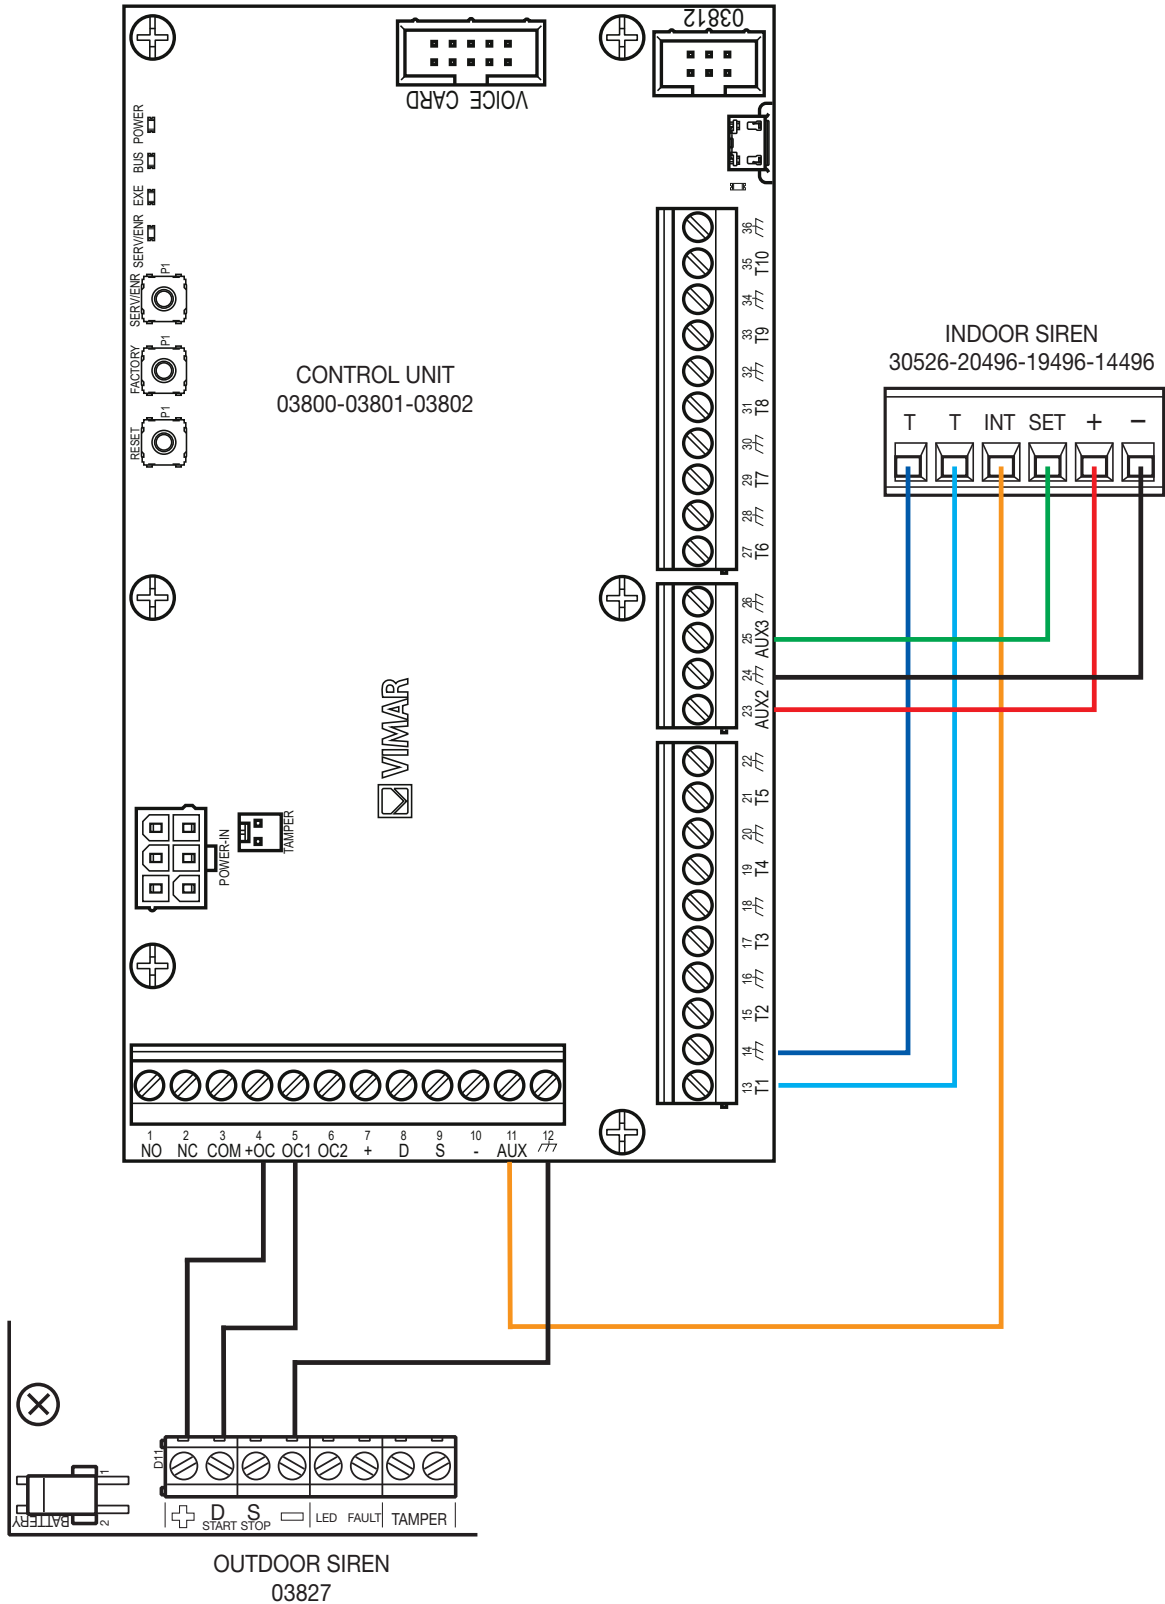 03812
VOICE CARD
POWER
BUS
EXE
SERV/ENR
P1
SERV/ENR
P1
FACTORY
P1
RESET
CONTROL UNIT
03800-03801-03802
36
35 T10
34
33 T9
32
31 T8
30
29 T7
28
27 T6
26
25 AUX3
24
23 AUX2
22
21 T5
20
19 T4
18
17 T3
16
15 T2
14
13 T1
INDOOR SIREN
30526-20496-19496-14496
T T INT SET + −
VIMAR
POWER-IN
TAMPER
1 2 3 4 5 6 7 8 9 10 11 12
NO NC COM +OC OC1 OC2 + D S - AUX
D11
BATTERY
1
2
D S
START STOP LED FAULT TAMPER
OUTDOOR SIREN
03827